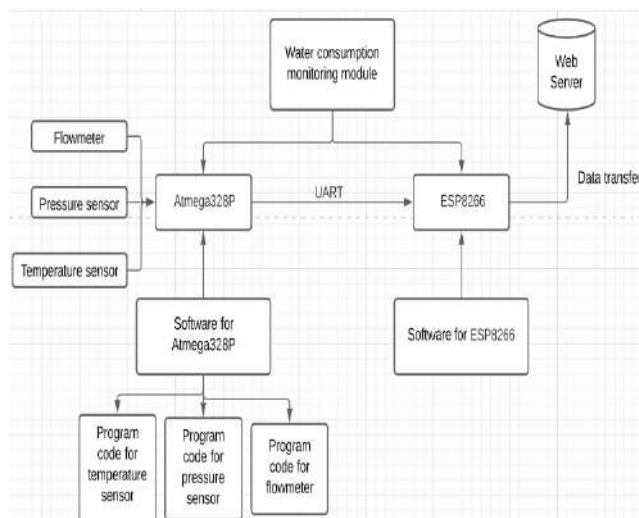 Water consumption
monitoring module
Web
Server
Flowmeter
Pressure sensor
Temperature sensor
Atmega328P
UART
ESP8266
Data transfer
Software for
Atmega328P
Software for ESP8266
Program
code for
temperature
sensor
Program
code for
pressure
sensor
Program
code for
flowmeter